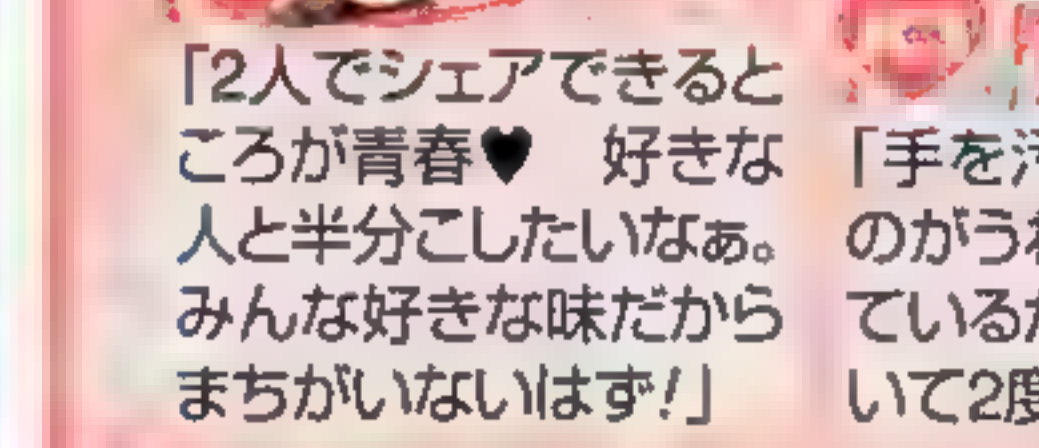 「2人でシェアできると
ころが青春♥　好きな
人と半分こしたいなぁ。
みんな好きな味だから
まちがいないはず!」
「手を汚
のがうれ
ている
いて2度